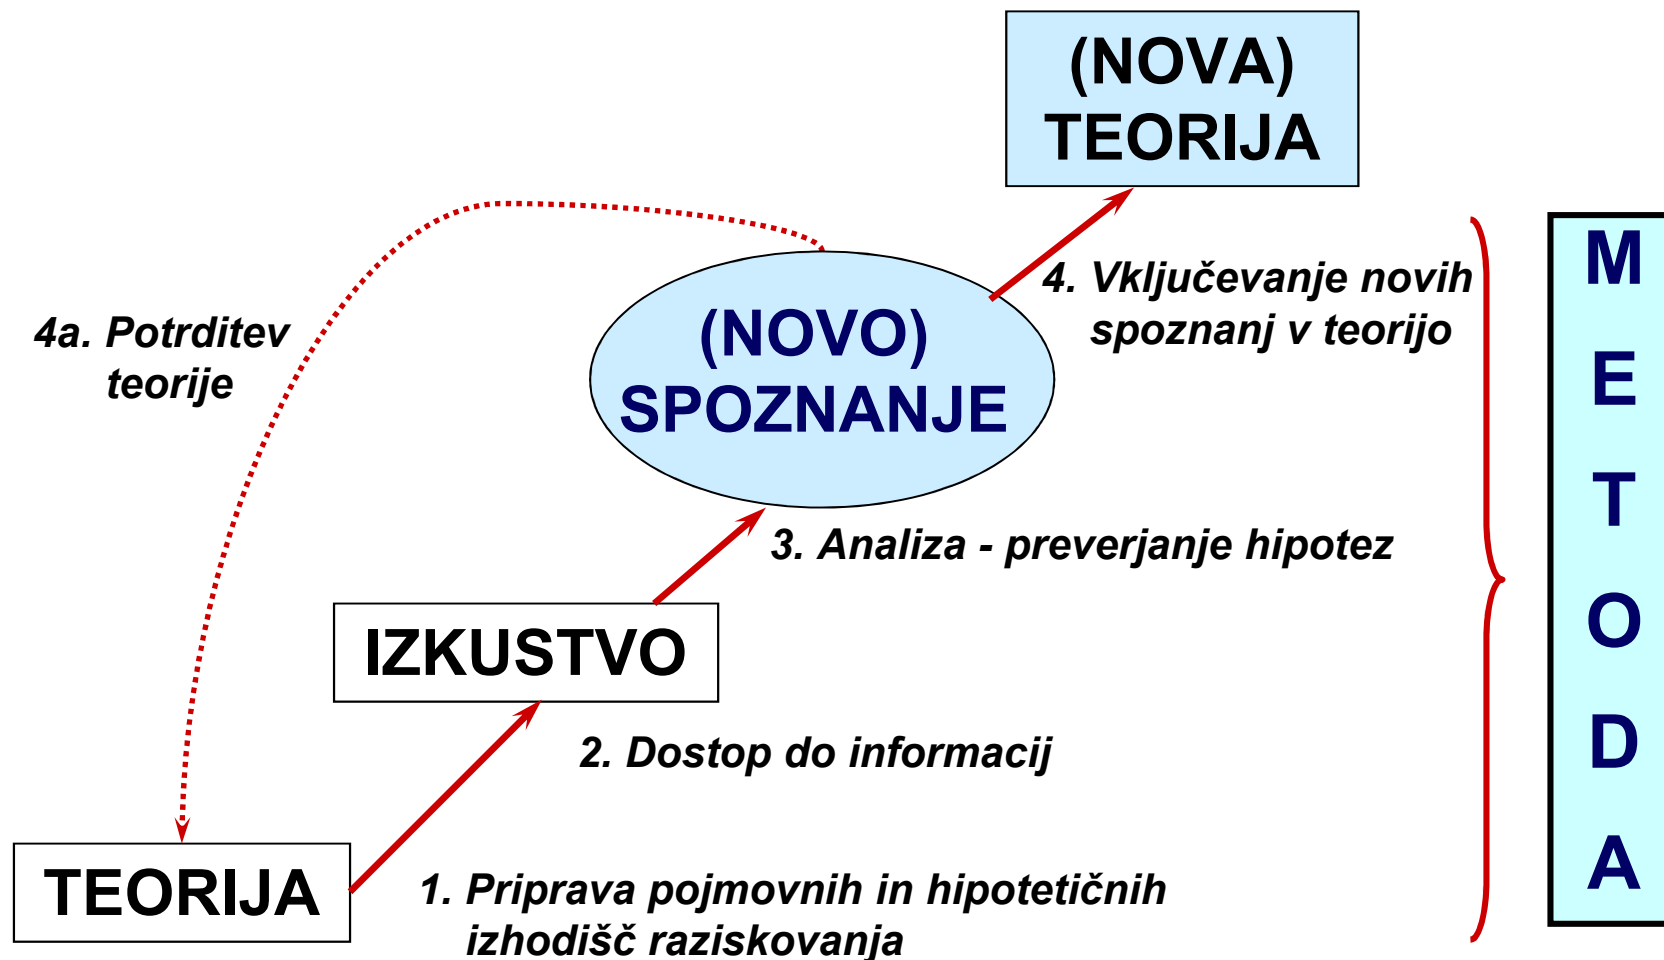 (NOVA)
TEORIJA
4. Vključevanje novih
spoznanj v teorijo
4a. Potrditev
teorije
(NOVO)
SPOZNANJE
3. Analiza - preverjanje hipotez
IZKUSTVO
2. Dostop do informacij
TEORIJA
1. Priprava pojmovnih in hipotetičnih
izhodišč raziskovanja
M
E
T
O
D
A